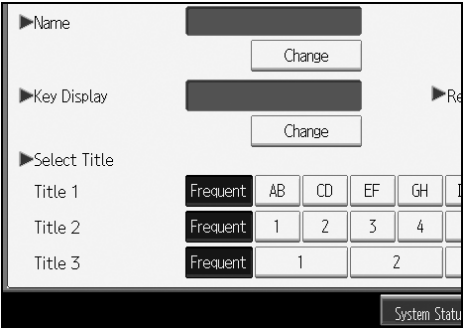 ▶Name
Change
▶Key Display
▶Re
Change
▶Select Title
Title 1 Frequent AB CD EF GH
Title 2 Frequent 1 2 3 4
Title 3 Frequent 1 2
System Statu